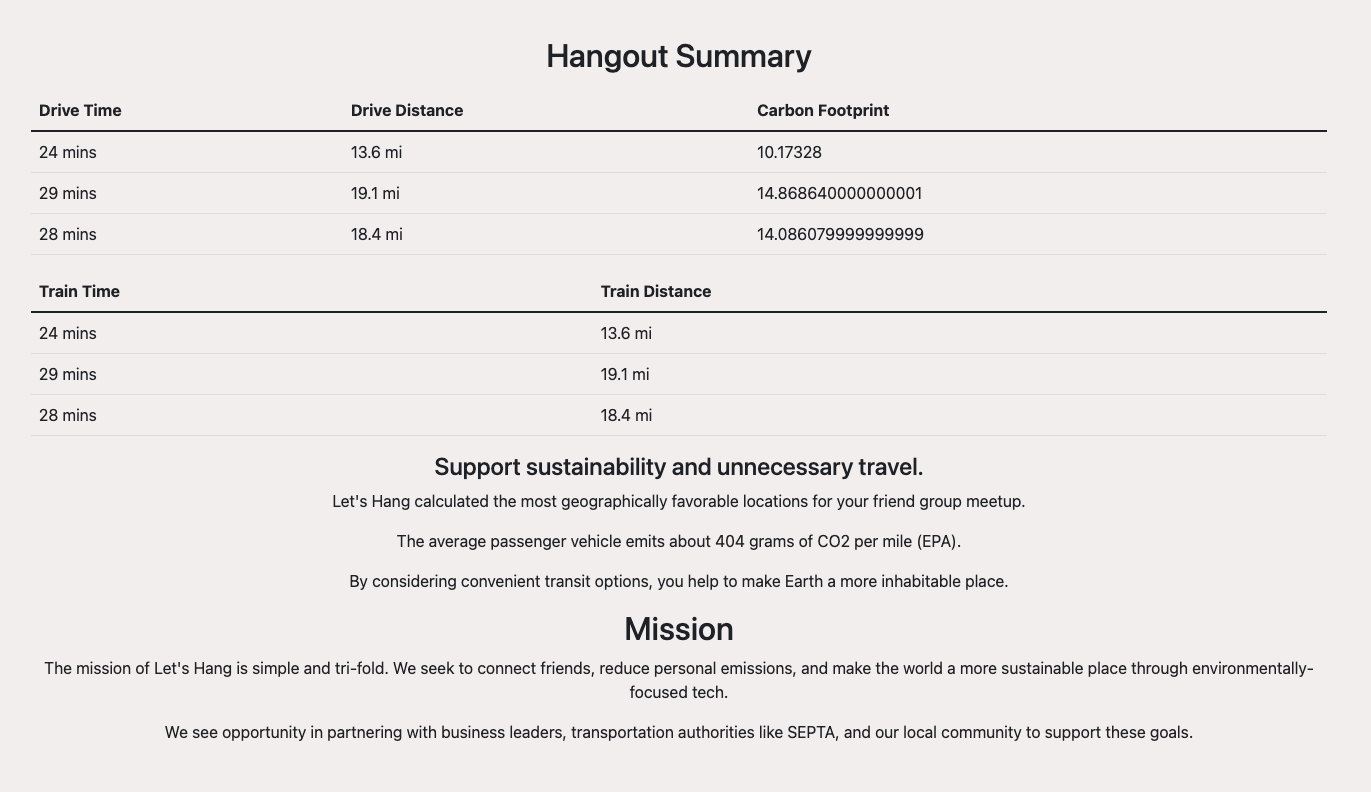 Hangout Summary
Drive Time Drive Distance Carbon Footprint
24 mins 13.6 mi 10.17328
29 mins 19.1 mi 14.868640000000001
28 mins 18.4 mi 14.086079999999999
Train Time Train Distance
24 mins 13.6 mi
29 mins 19.1 mi
28 mins 18.4 mi
Support sustainability and unnecessary travel.
Let's Hang calculated the most geographically favorable locations for your friend group meetup.
The average passenger vehicle emits about 404 grams of CO2 per mile (EPA).
By considering convenient transit options, you help to make Earth a more inhabitable place.
Mission
The mission of Let's Hang is simple and tri-fold. We seek to connect friends, reduce personal emissions, and make the world a more sustainable place through environmentally-
focused tech.
We see opportunity in partnering with business leaders, transportation authorities like SEPTA, and our local community to support these goals.